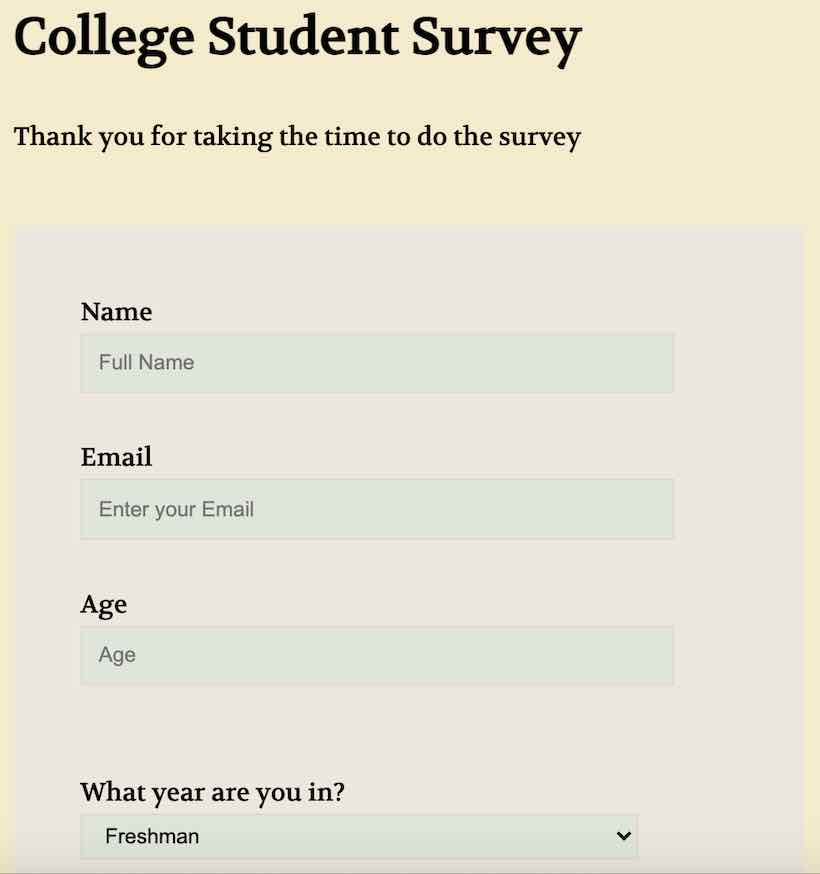 College Student Survey
Thank you for taking the time to do the survey
Name
Full Name
Email
Enter your Email
Age
Age
What year are you in?
Freshman